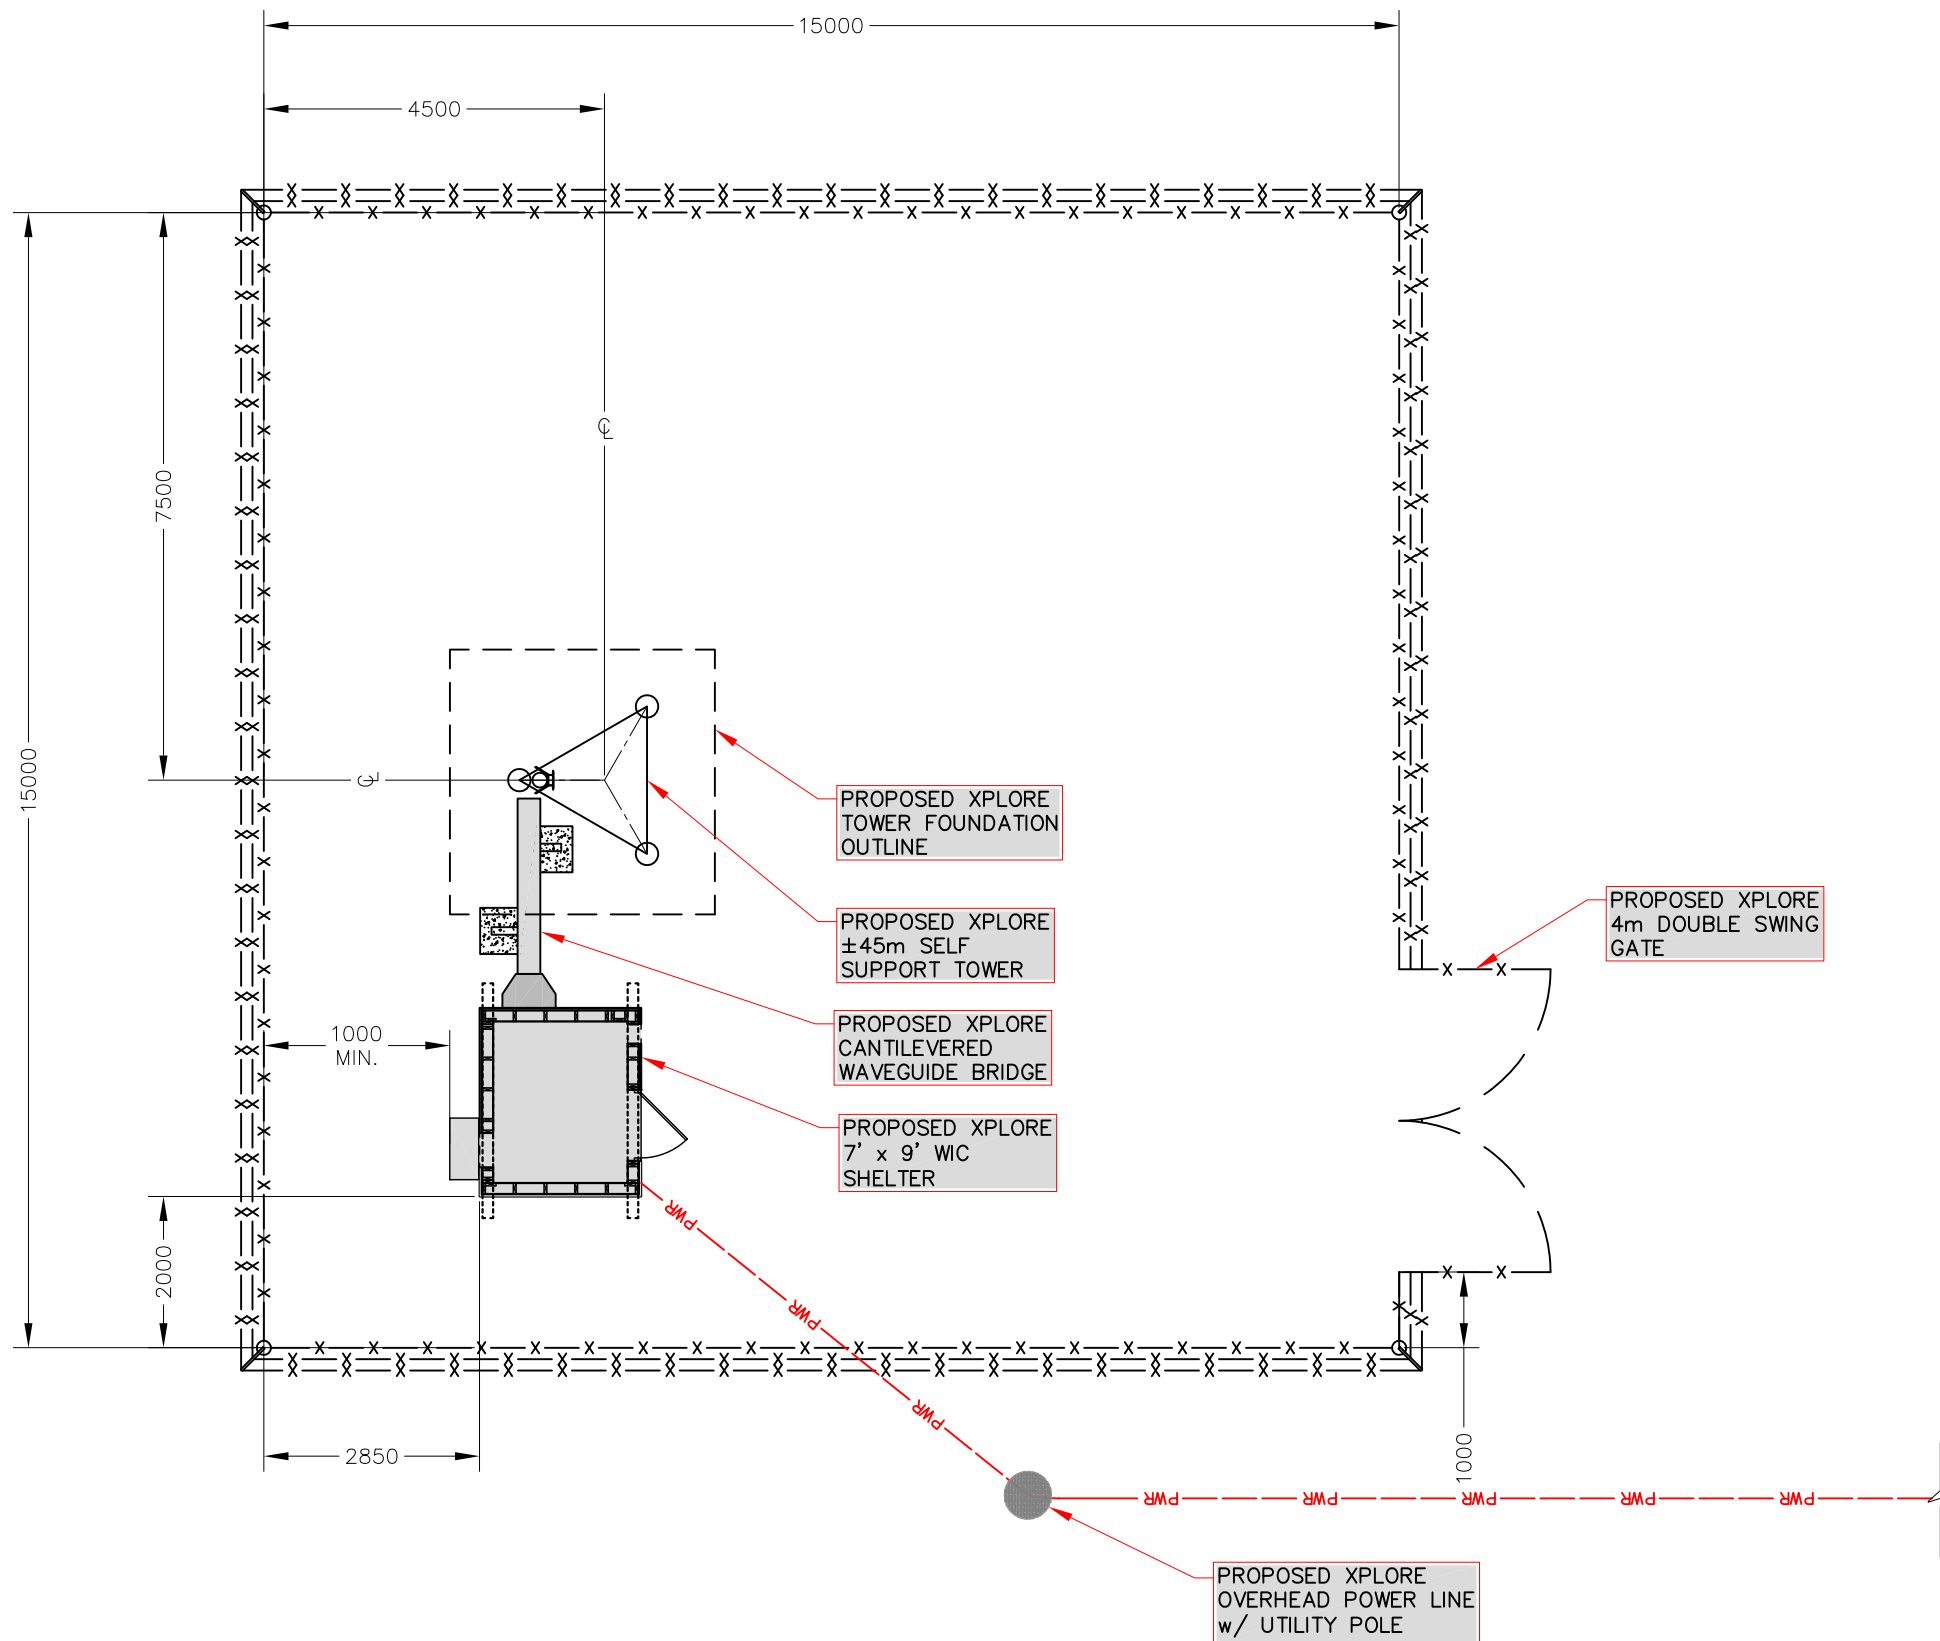 15000
4500
7500
15000
PROPOSED XPLORE
TOWER FOUNDATION
OUTLINE
PROPOSED XPLORE
±45m SELF
SUPPORT TOWER
PROPOSED XPLORE
4m DOUBLE SWING
GATE
PROPOSED XPLORE
CANTILEVERED
WAVEGUIDE BRIDGE
1000
MIN.
PROPOSED XPLORE
7' x 9' WIC
SHELTER
2000
PWR
PWR
PWR
2850
1000
PWR
PWR
PWR
PWR
PWR
PROPOSED XPLORE
OVERHEAD POWER LINE
w/ UTILITY POLE